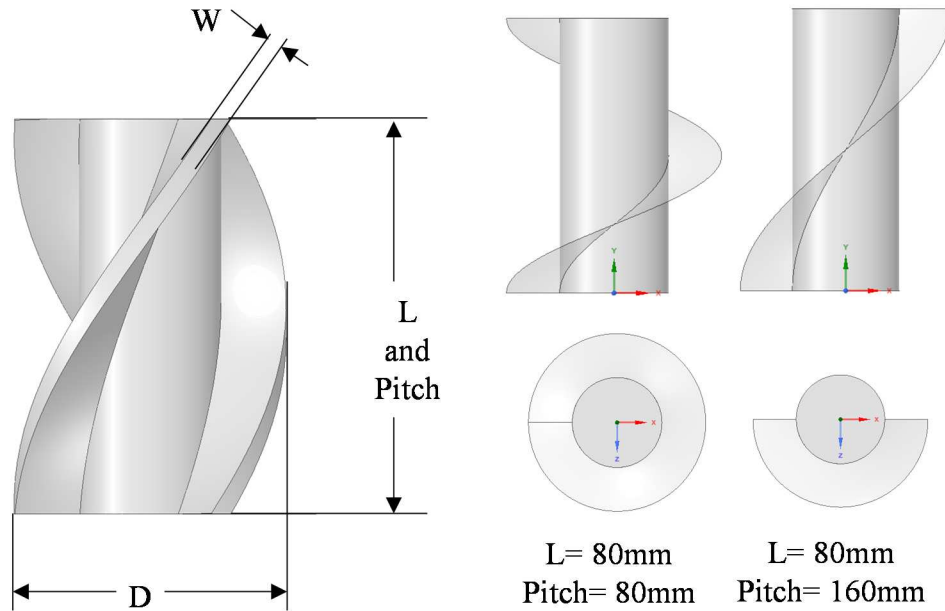 W
L
and
Pitch
D
Y
X
Y
X
X
Z
X
Z
L= 80mm
Pitch= 80mm
L= 80mm
Pitch= 160mm